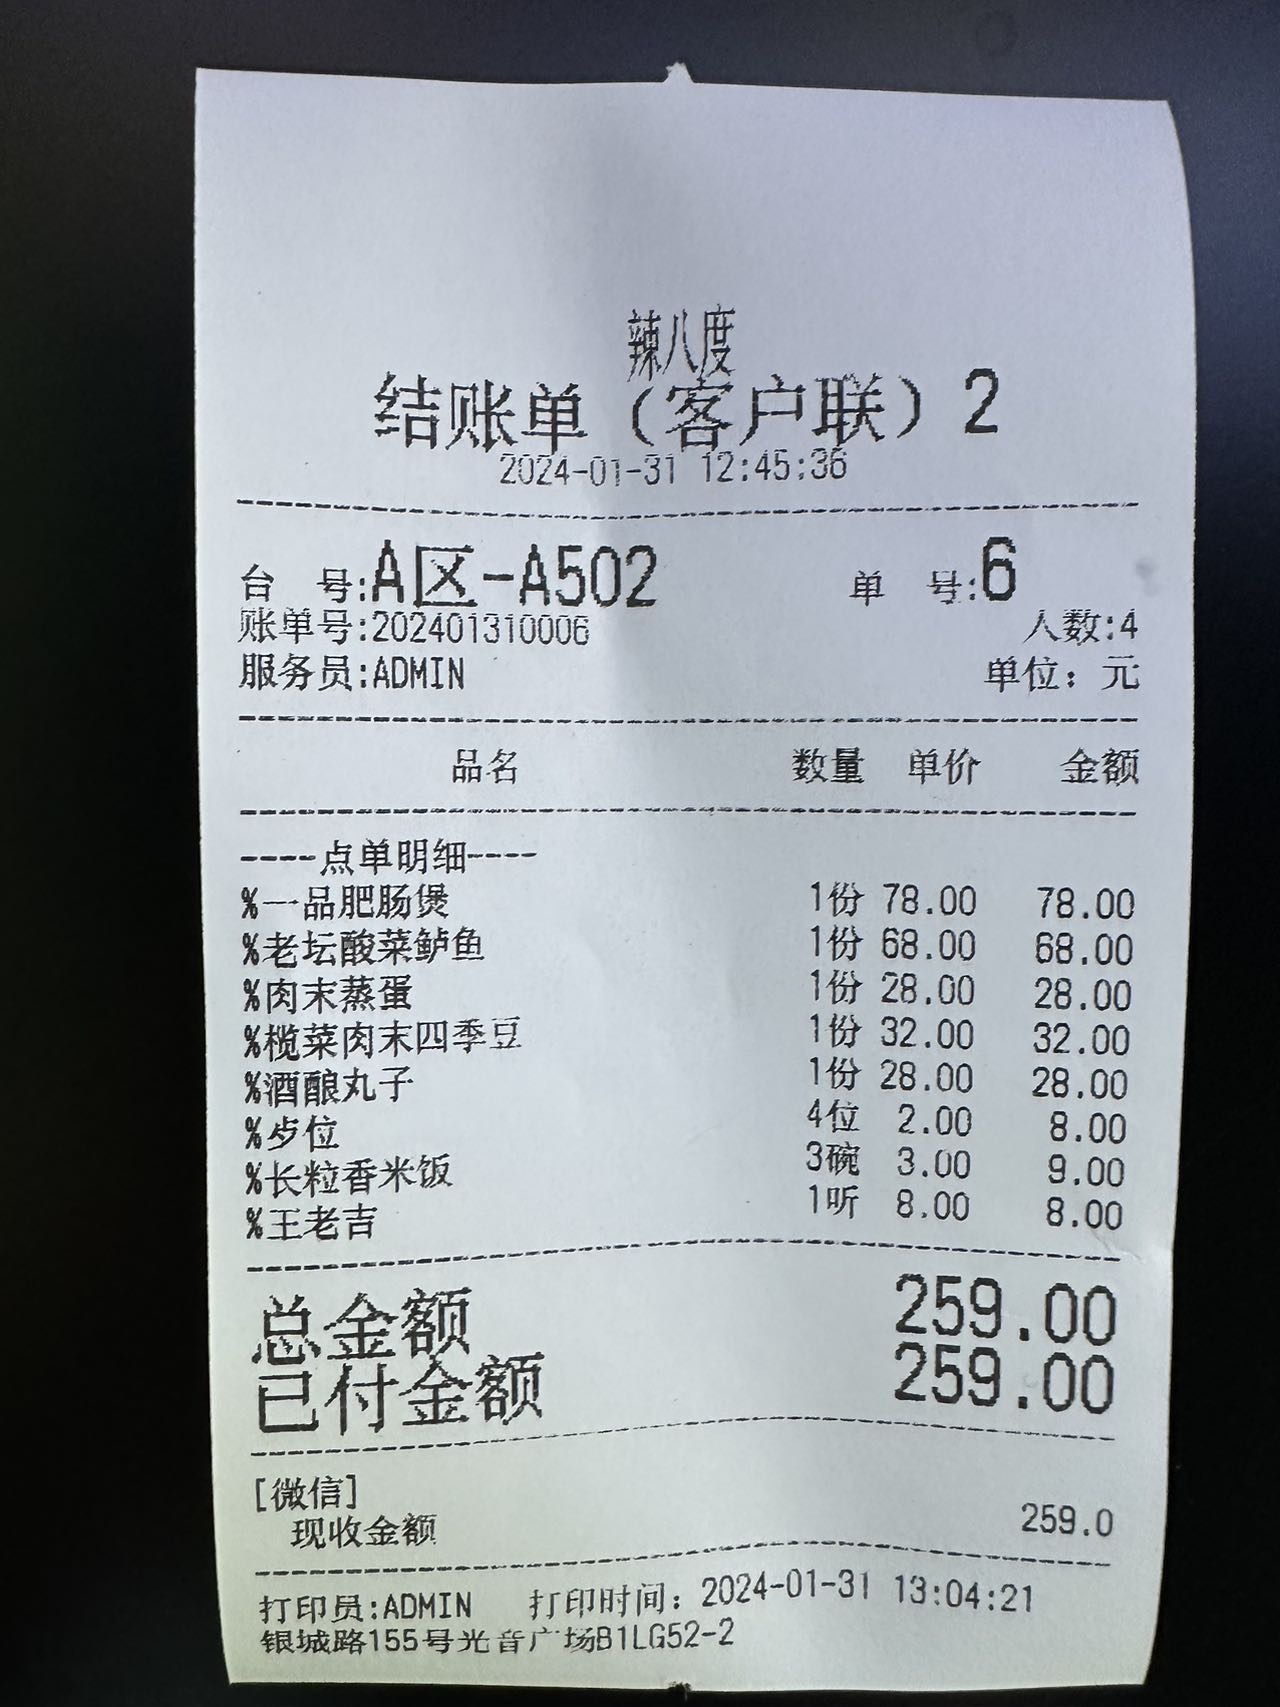 辣八度
结账单（客户联）2
2024-01-31 12:45:36
台 号:A区-A502 单 号:6
账单号:202401310006 人数:4
服务员:ADMIN 单位：元
品名 数量 单价 金额
----点单明细----
%一品肥肠煲 1份 78.00 78.00
%老坛酸菜鲈鱼 1份 68.00 68.00
%肉末蒸蛋 1份 28.00 28.00
%榄菜肉末四季豆 1份 32.00 32.00
%酒酿丸子 1份 28.00 28.00
%歺位 4位 2.00 8.00
%长粒香米饭 3碗 3.00 9.00
%王老吉 1听 8.00 8.00
总金额 259.00
已付金额 259.00
[微信]
现收金额 259.0
打印员:ADMIN 打印时间：2024-01-31 13:04:21
银城路155号光音广场B1LG52-2